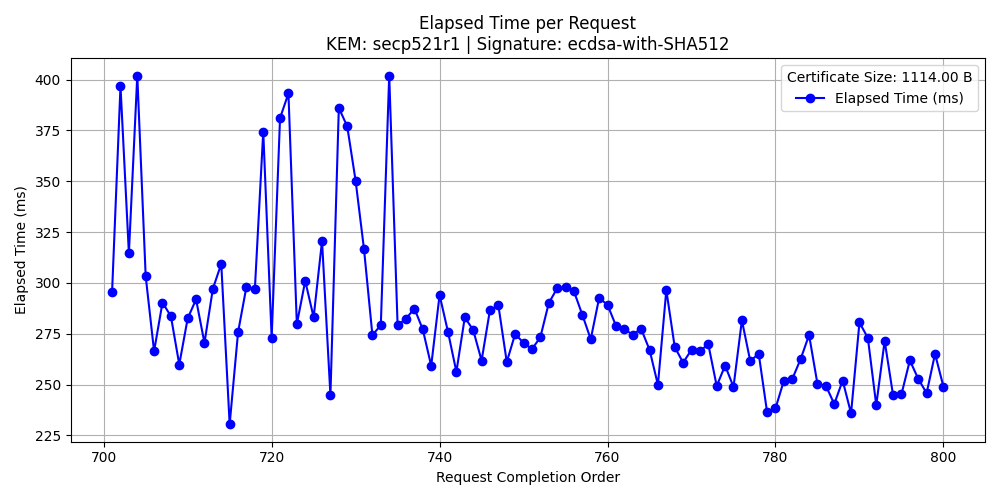 Elapsed Time per Request
KEM: secp521r1 | Signature: ecdsa-with-SHA512
Certificate Size: 1114.00 B
Elapsed Time (ms)
Elapsed Time (ms)
400
375
350
325
300
275
250
225
700
720
740
760
780
800
Request Completion Order